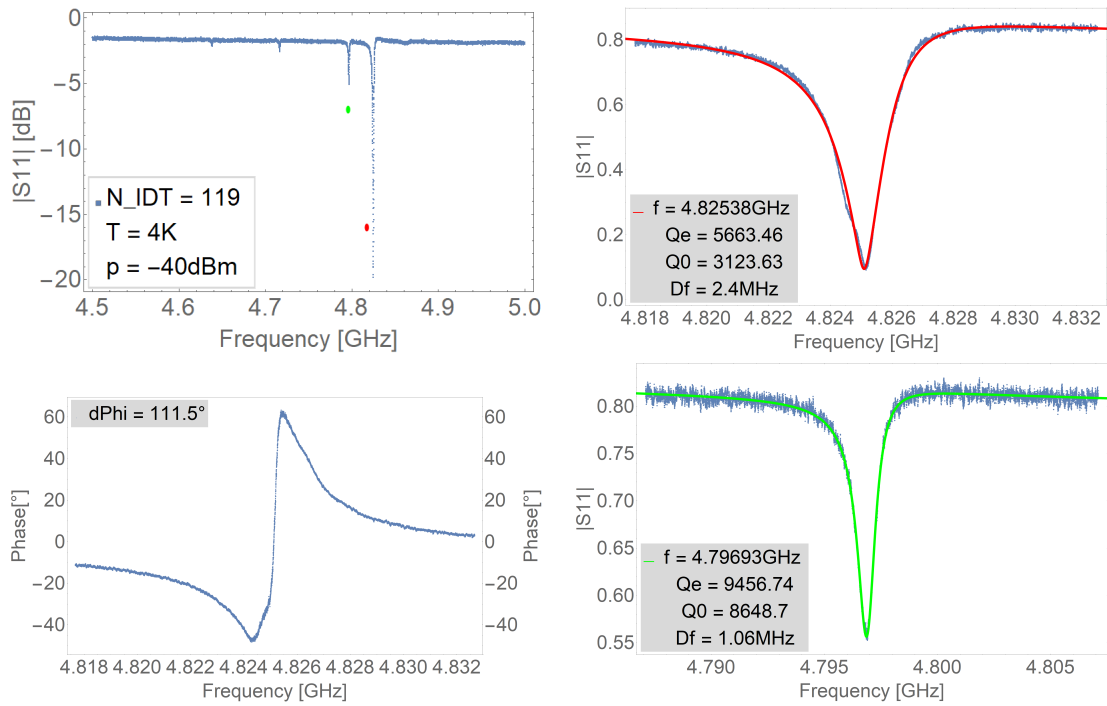 |S11| [dB]
0
−5
−10
−15
−20
N_IDT = 119
T = 4K
p = −40dBm
4.5 4.6 4.7 4.8 4.9 5.0
Frequency [GHz]
|S11|
0.8
0.6
0.4
0.2
0.0
f = 4.82538GHz
Qe = 5663.46
Q0 = 3123.63
Df = 2.4MHz
4.818 4.820 4.822 4.824 4.826 4.828 4.830 4.832
Frequency [GHz]
dPhi = 111.5°
Phase[°]
60 60
40 40
20 20
0 0
−20 −20
−40 −40
Phase[°]
4.818 4.820 4.822 4.824 4.826 4.828 4.830 4.832
Frequency [GHz]
|S11|
0.80
0.75
0.70
0.65
0.60
0.55
f = 4.79693GHz
Qe = 9456.74
Q0 = 8648.7
Df = 1.06MHz
4.790 4.795 4.800 4.805
Frequency [GHz]